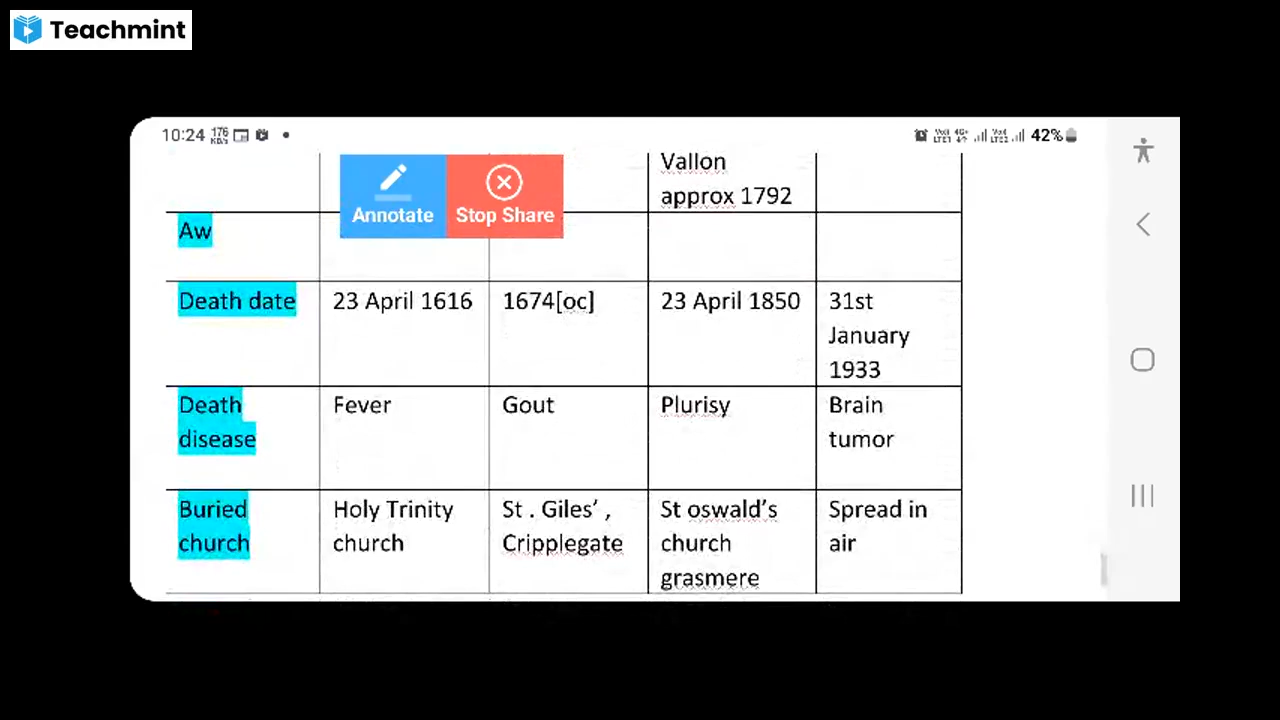 Teachmint
10:24 176 KB/s 42%
Vallon
approx 1792
Annotate Stop Share
Aw
Death date 23 April 1616 1674[oc] 23 April 1850 31st
January
1933
Death Fever Gout Plurisy Brain
disease tumor
Buried Holy Trinity St . Giles’ , St oswald’s Spread in
church church Cripplegate church air
grasmere